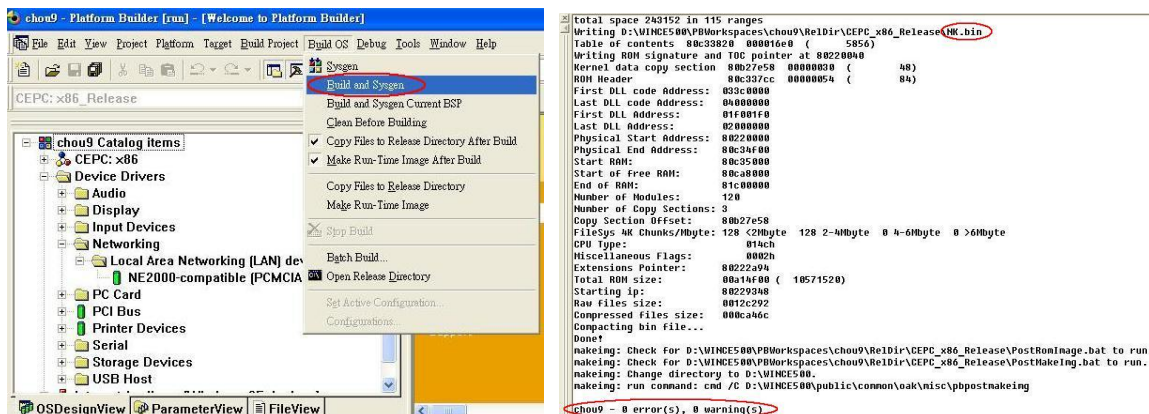 chou9 - Platform Builder [run] - [Welcome to Platform Builder]
File Edit View Project Platform Target Build Project Build OS Debug Tools Window Help
CEPC: x86_Release
chou9 Catalog items
CEPC: x86
Device Drivers
Audio
Display
Input Devices
Networking
Local Area Networking (LAN) dev
NE2000-compatible (PCMCIA
PC Card
PCI Bus
Printer Devices
Serial
Storage Devices
USB Host
OSDesignView ParameterView FileView
Sysgen
Build and Sysgen
Build and Sysgen Current BSP
Clean Before Building
Copy Files to Release Directory After Build
Make Run-Time Image After Build
Copy Files to Release Directory
Make Run-Time Image
Stop Build
Batch Build...
Open Release Directory
Set Active Configuration...
Configurations...
total space 243152 in 115 ranges
Writing D:\WINCE500\PBWorkspaces\chou9\RelDir\CEPC_x86_Release\NK.bin
Table of contents 80c33820 000016e0 ( 5856)
Writing ROM signature and TOC pointer at 80220040
Kernel data copy section 80b27e58 00000030 ( 48)
ROM Header 80c337cc 00000054 ( 84)
First DLL code Address: 033c0000
Last DLL code Address: 04000000
First DLL Address: 01F001F0
Last DLL Address: 02000000
Physical Start Address: 80220000
Physical End Address: 80c34F00
Start RAM: 80c35000
Start of free RAM: 80ca8000
End of RAM: 81c00000
Number of Modules: 120
Number of Copy Sections: 3
Copy Section Offset: 80b27e58
FileSys 4K Chunks/Mbyte: 128 <2Mbyte 128 2-4Mbyte 0 4-6Mbyte 0 >6Mbyte
CPU Type: 014ch
Miscellaneous Flags: 0002h
Extensions Pointer: 80222a94
Total ROM size: 00a14f00 ( 10571520)
Starting ip: 80229348
Raw files size: 0012c292
Compressed files size: 000ca46c
Compacting bin file...
Done!
makeimg: Check for D:\WINCE500\PBWorkspaces\chou9\RelDir\CEPC_x86_Release\PostRomImage.bat to run.
makeimg: Check for D:\WINCE500\PBWorkspaces\chou9\RelDir\CEPC_x86_Release\PostMakeImg.bat to run.
makeimg: Change directory to D:\WINCE500.
makeimg: run command: cmd /C D:\WINCE500\public\common\oak\misc\pbpostmakeimg
chou9 - 0 error(s), 0 warning(s)